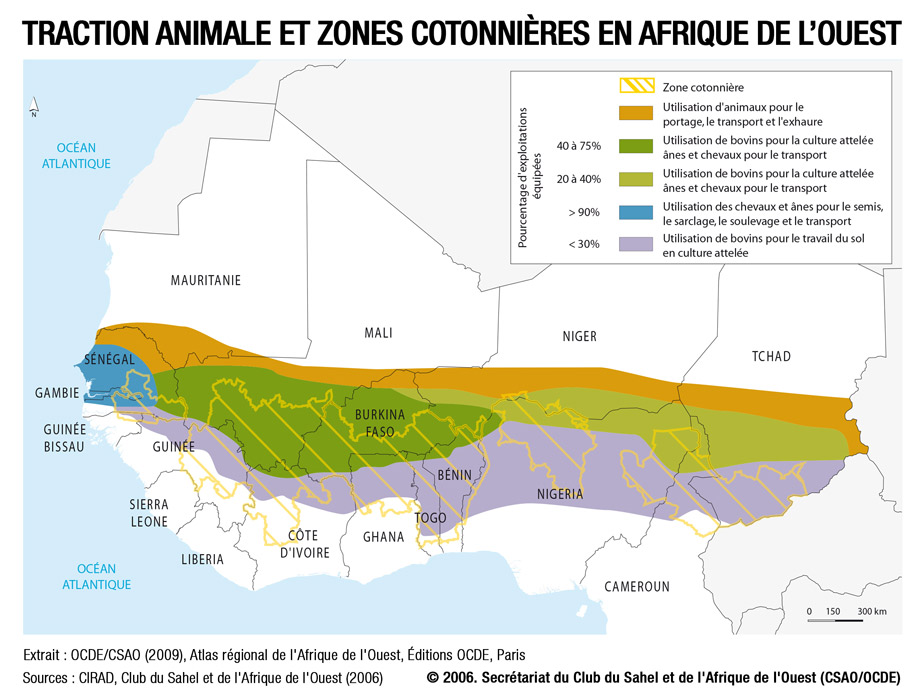 TRACTION ANIMALE ET ZONES COTONNIÈRES EN AFRIQUE DE L'OUEST
N
OCÉAN
ATLANTIQUE
Pourcentage d'exploitations
équipées
Zone cotonnière
Utilisation d'animaux pour le
portage, le transport et l'exhaure
40 à 75%
Utilisation de bovins pour la culture attelée
ânes et chevaux pour le transport
20 à 40%
Utilisation de bovins pour la culture attelée
ânes et chevaux pour le transport
> 90%
Utilisation des chevaux et ânes pour le semis,
le sarclage, le soulevage et le transport
< 30%
Utilisation de bovins pour le travail du sol
en culture attelée
MAURITANIE
MALI
NIGER
TCHAD
SÉNÉGAL
GAMBIE
GUINÉE
BISSAU
GUINÉE
BURKINA
FASO
BÉNIN
NIGERIA
SIERRA
LEONE
TOGO
CÔTE
D'IVOIRE
GHANA
LIBERIA
OCÉAN
ATLANTIQUE
CAMEROUN
0 150 300 km
Extrait : OCDE/CSAO (2009), Atlas régional de l'Afrique de l'Ouest, Éditions OCDE, Paris
Sources : CIRAD, Club du Sahel et de l'Afrique de l'Ouest (2006)
© 2006. Secrétariat du Club du Sahel et de l'Afrique de l'Ouest (CSAO/OCDE)